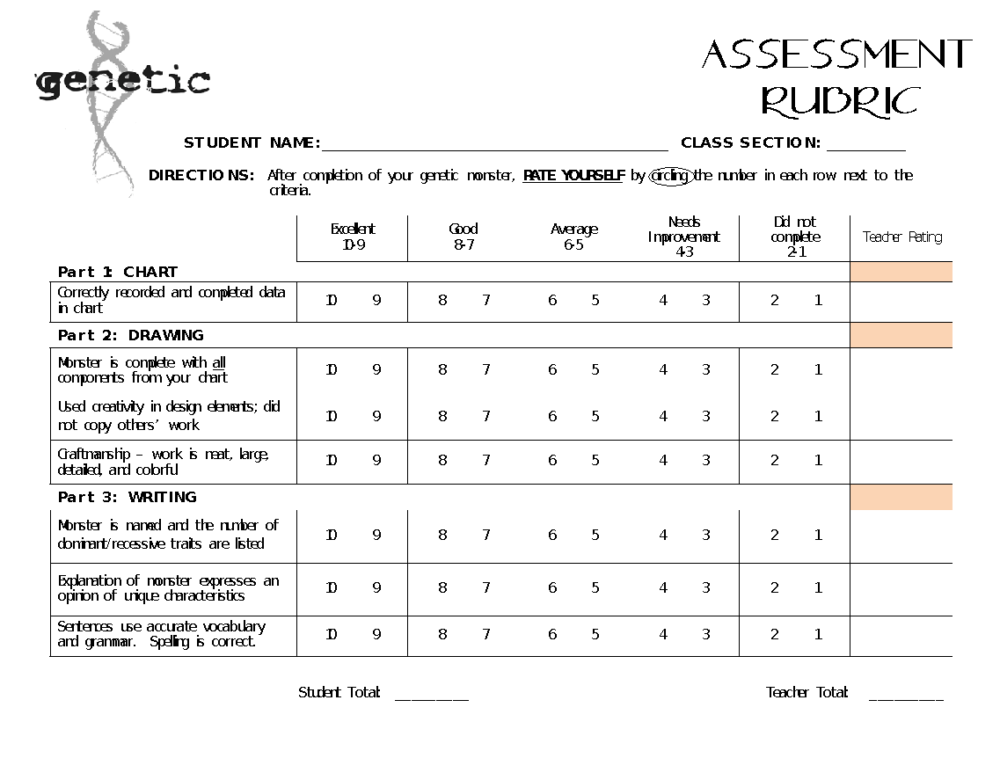 genetic
ASSESSMENT
RUBRIC
STUDENT NAME: ____________________ CLASS SECTION: __________
DIRECTIONS: After completion of your genetic monster, RATE YOURSELF by circling the number in each row next to the
criteria.
Excellent
10-9
Good
8-7
Average
6-5
Needs
Improvement
4-3
Did not
complete
2-1
Teacher Rating
Part 1: CHART
Correctly recorded and completed data
in chart
10 9 8 7 6 5 4 3 2 1
Part 2: DRAWING
Monster is complete with all
components from your chart
10 9 8 7 6 5 4 3 2 1
Used creativity in design elements; did
not copy others’ work
10 9 8 7 6 5 4 3 2 1
Craftmanship – work is neat, large,
detailed, and colorful
10 9 8 7 6 5 4 3 2 1
Part 3: WRITING
Monster is named and the number of
dominant/recessive traits are listed
10 9 8 7 6 5 4 3 2 1
Explanation of monster expresses an
opinion of unique characteristics
10 9 8 7 6 5 4 3 2 1
Sentences use accurate vocabulary
and grammar. Spelling is correct.
10 9 8 7 6 5 4 3 2 1
Student Total: _________ Teacher Total: _________